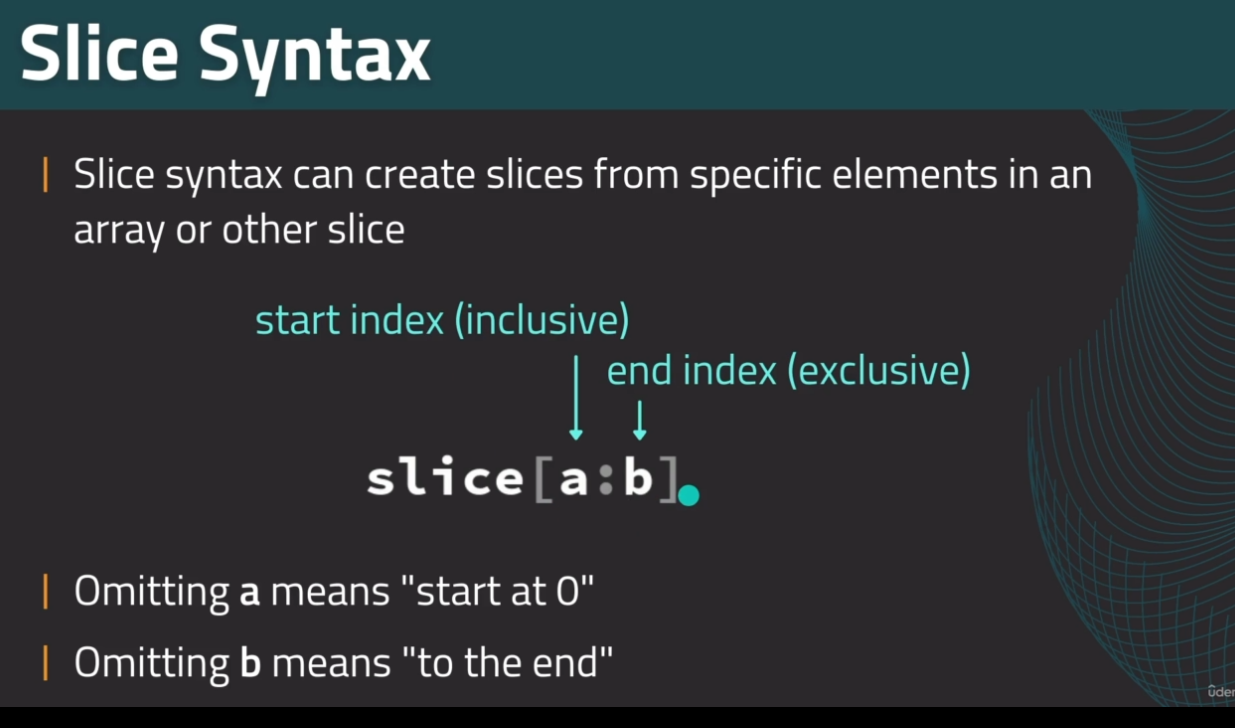 Slice Syntax
Slice syntax can create slices from specific elements in an
array or other slice
start index (inclusive)
end index (exclusive)
slice[a:b]
Omitting a means "start at 0"
Omitting b means "to the end"